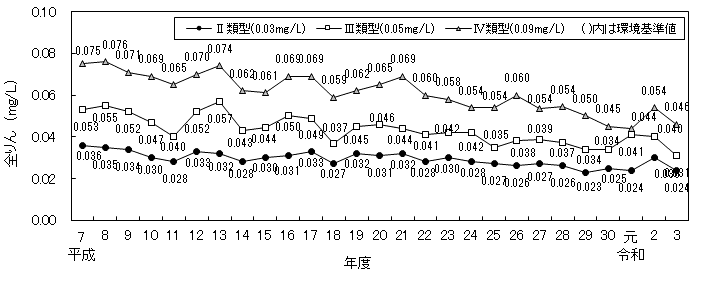 Ⅱ類型(0.03mg/L) Ⅲ類型(0.05mg/L) Ⅳ類型(0.09mg/L) ( )内は環境基準値
全りん (mg/L)
0.10
0.08
0.06
0.04
0.02
0.00
0.075 0.076 0.071 0.069 0.065 0.070 0.074 0.062 0.061 0.069 0.069 0.059 0.062 0.065 0.069 0.060 0.058 0.054 0.054 0.060 0.054 0.054 0.050 0.045 0.044 0.054 0.046
0.053 0.055 0.052 0.047 0.040 0.052 0.057 0.043 0.044 0.050 0.049 0.037 0.045 0.046 0.044 0.041 0.042 0.042 0.035 0.038 0.039 0.037 0.034 0.034 0.041 0.040 0.031
0.036 0.035 0.034 0.030 0.028 0.033 0.032 0.028 0.030 0.031 0.033 0.027 0.032 0.031 0.032 0.028 0.030 0.028 0.027 0.026 0.027 0.026 0.023 0.025 0.024 0.024
7 8 9 10 11 12 13 14 15 16 17 18 19 20 21 22 23 24 25 26 27 28 29 30 元 2 3
平成 令和
年度